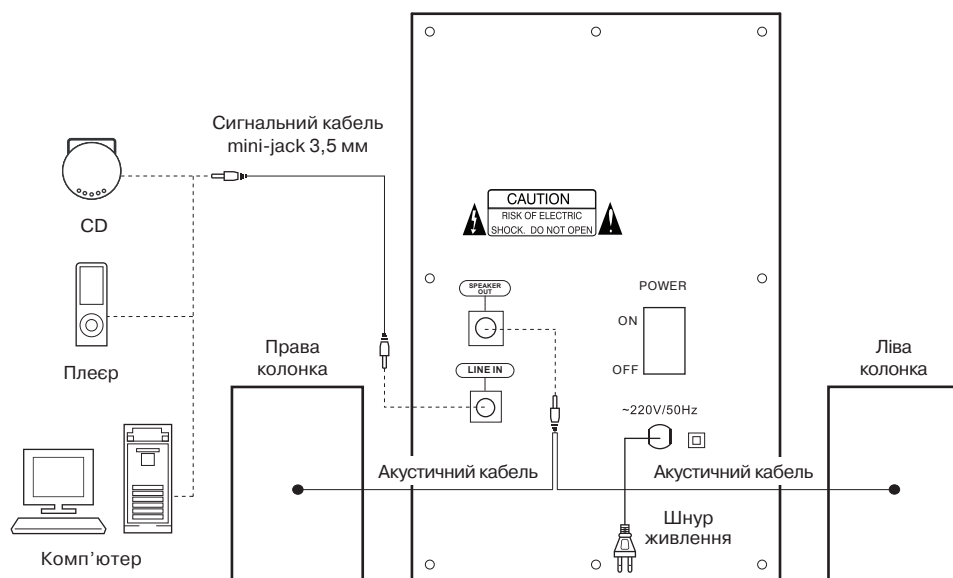 Сигнальний кабель
mini-jack 3,5 мм
CD
Плеєр
Комп'ютер
CAUTION
RISK OF ELECTRIC
SHOCK. DO NOT OPEN
SPEAKER
OUT
LINE IN
POWER
ON
OFF
~220V/50Hz
Права
колонка
Ліва
колонка
Акустичний кабель
Акустичний кабель
Шнур
живлення